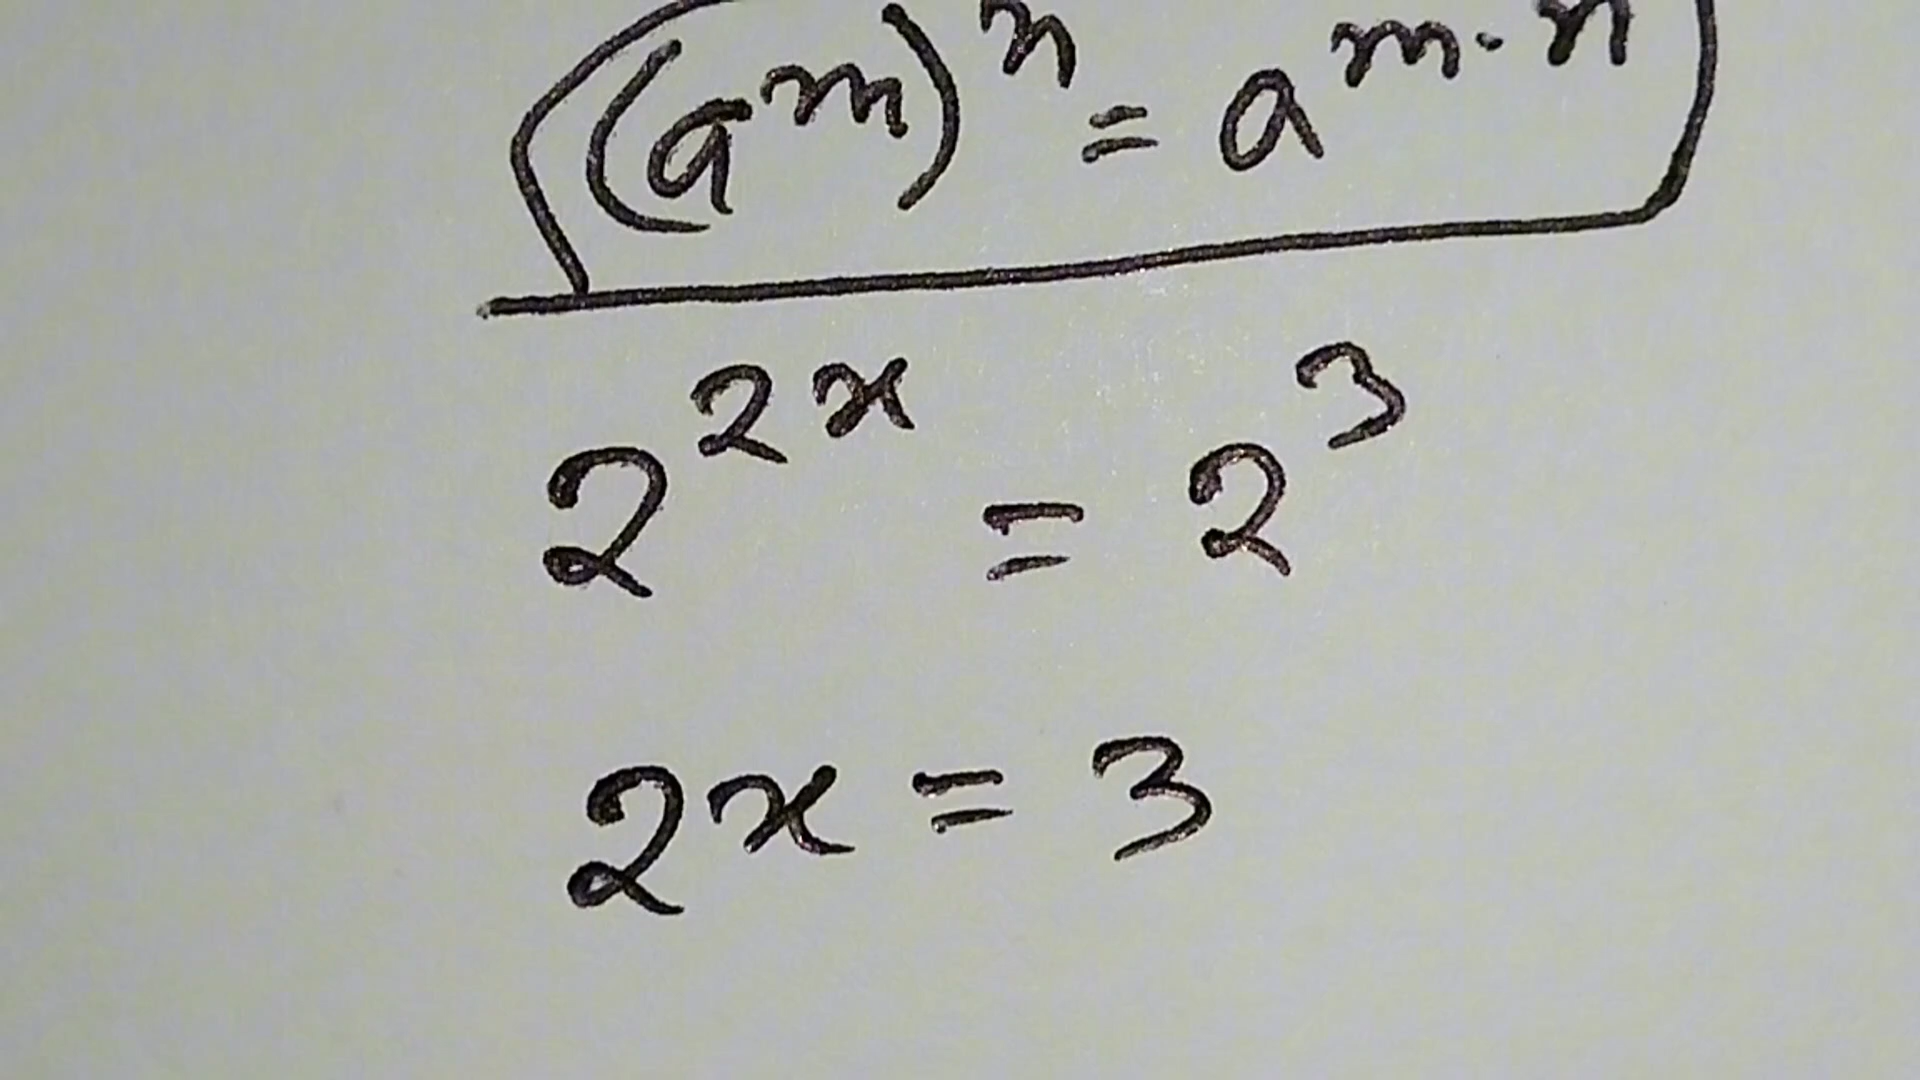 (a^m)^n = a^{m·n}
2^{2x} = 2^3
2x = 3